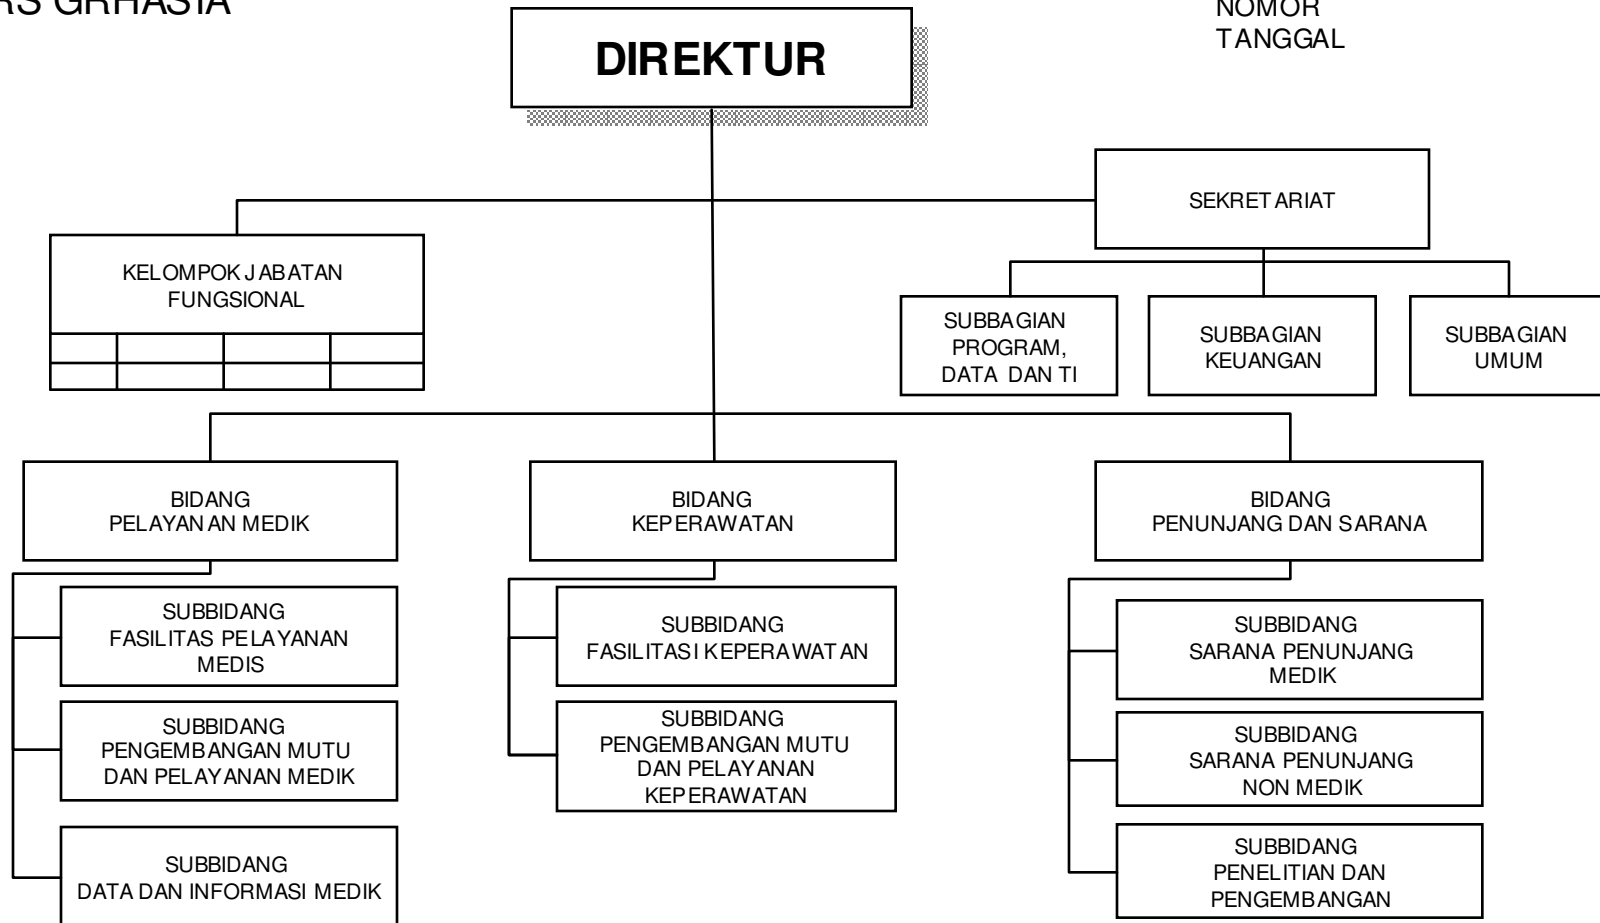 RS GRHASIA
NOMOR
TANGGAL
DIREKTUR
SEKRETARIAT
KELOMPOK JABATAN
FUNGSIONAL
SUBBAGIAN
PROGRAM,
DATA DAN TI
SUBBAGIAN
KEUANGAN
SUBBAGIAN
UMUM
BIDANG
PELAYANAN MEDIK
BIDANG
KEPERAWATAN
BIDANG
PENUNJANG DAN SARANA
SUBBIDANG
FASILITAS PELAYANAN
MEDIS
SUBBIDANG
PENGEMBANGAN MUTU
DAN PELAYANAN MEDIK
SUBBIDANG
DATA DAN INFORMASI MEDIK
SUBBIDANG
FASILITASI KEPERAWATAN
SUBBIDANG
PENGEMBANGAN MUTU
DAN PELAYANAN
KEPERAWATAN
SUBBIDANG
SARANA PENUNJANG
MEDIK
SUBBIDANG
SARANA PENUNJANG
NON MEDIK
SUBBIDANG
PENELITIAN DAN
PENGEMBANGAN